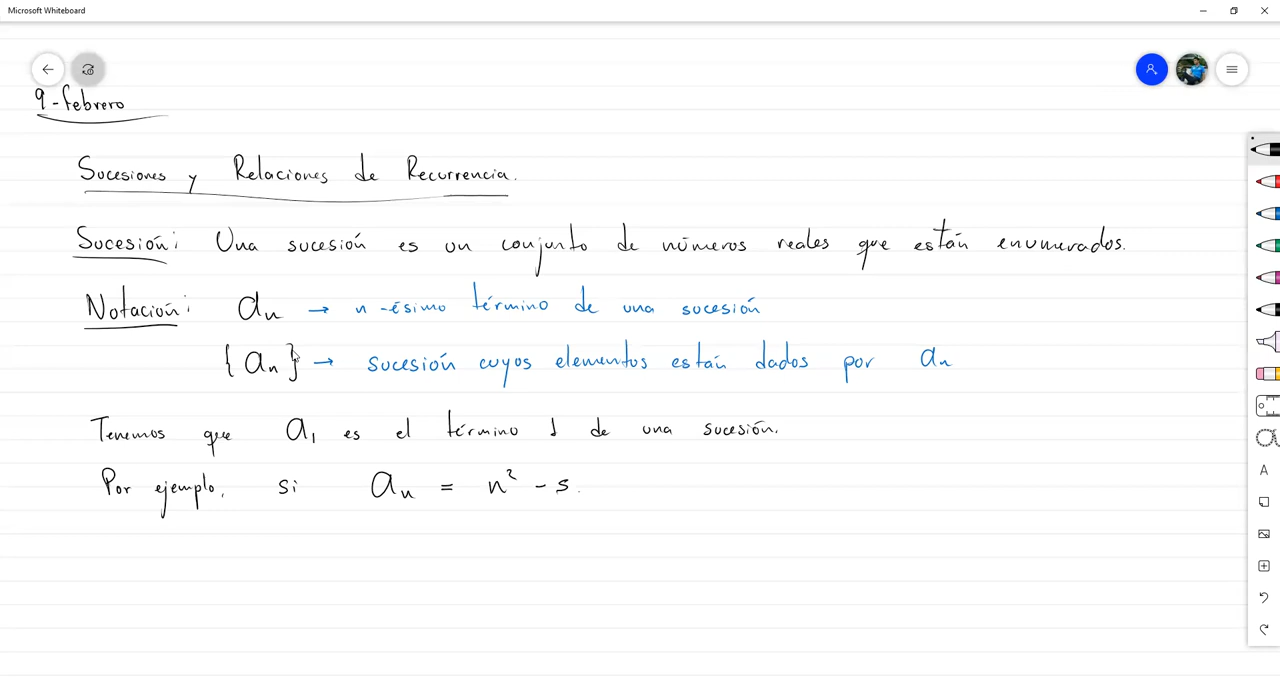 Microsoft Whiteboard
9-febrero
Sucesiones y Relaciones de Recurrencia.
Sucesión: Una sucesión es un conjunto de números reales que están enumerados.
Notación: aₙ → n-ésimo término de una sucesión
{aₙ} → sucesión cuyos elementos están dados por aₙ
Tenemos que a₁ es el término 1 de una sucesión.
Por ejemplo, si aₙ = n² - 5.
A